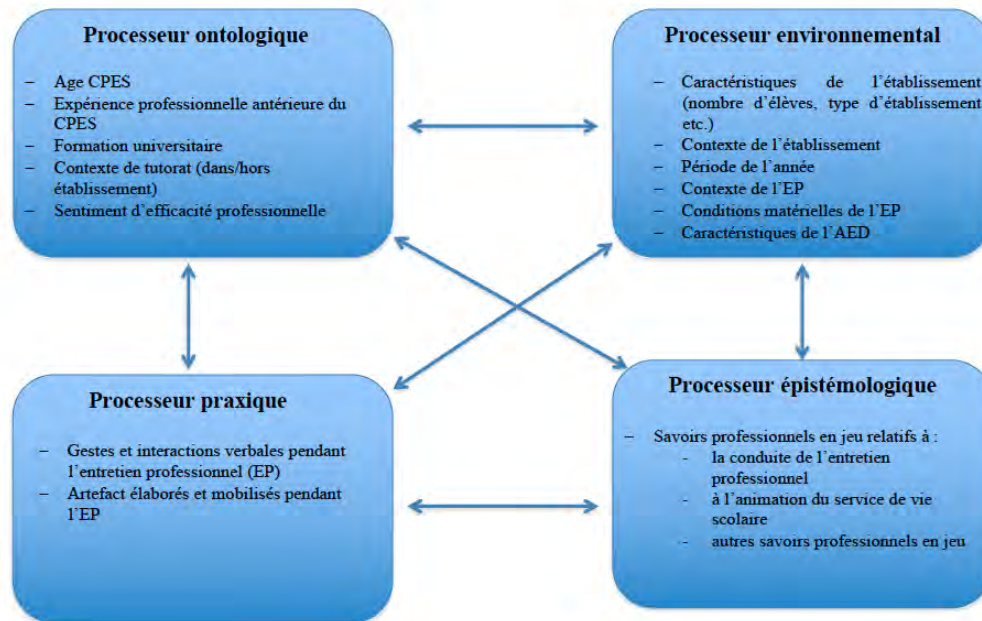 Processeur ontologique
– Age CPES
– Expérience professionnelle antérieure du
CPES
– Formation universitaire
– Contexte de tutorat (dans/hors
établissement)
– Sentiment d'efficacité professionnelle
Processeur environnemental
– Caractéristiques de l'établissement
(nombre d'élèves, type d'établissement
etc.)
– Contexte de l'établissement
– Période de l'année
– Contexte de l'EP
– Conditions matérielles de l'EP
– Caractéristiques de l'AED
Processeur praxique
– Gestes et interactions verbales pendant
l'entretien professionnel (EP)
– Artefact élaborés et mobilisés pendant
l'EP
Processeur épistémologique
– Savoirs professionnels en jeu relatifs à :
- la conduite de l'entretien
professionnel
- à l'animation du service de vie
scolaire
- autres savoirs professionnels en jeu